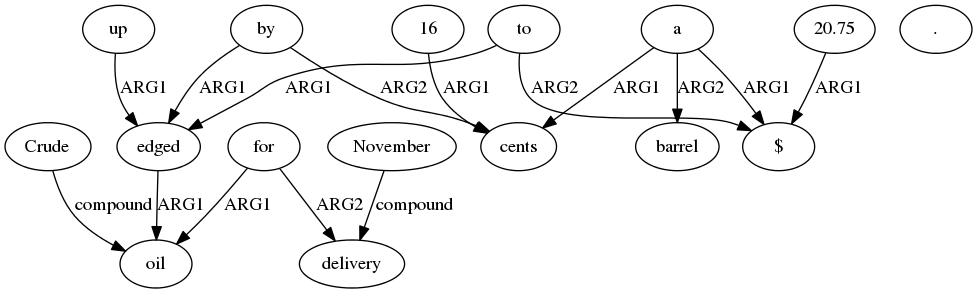 up by 16 to a 20.75 .
ARG1 ARG1 ARG1 ARG2 ARG1 ARG2 ARG1 ARG2 ARG1 ARG1
Crude edged for November cents barrel $
compound ARG1 ARG1 ARG2 compound
oil delivery